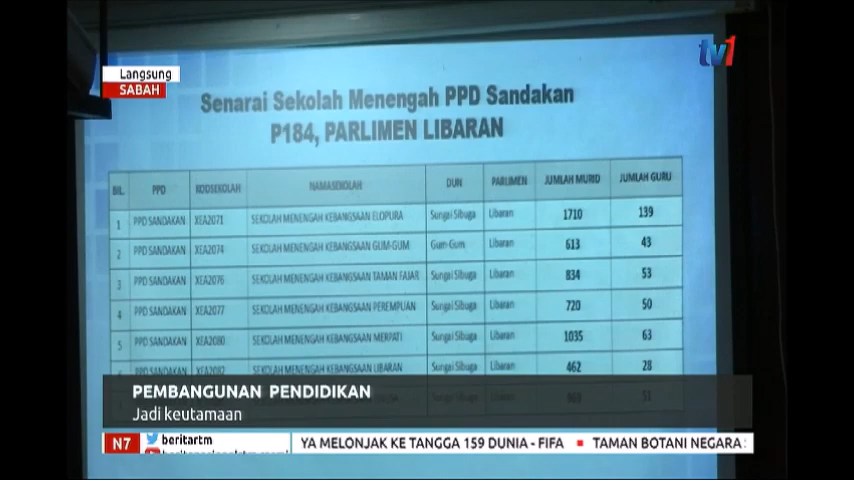 tv1
Langsung
SABAH
Senarai Sekolah Menengah PPD Sandakan
P184, PARLIMEN LIBARAN
BIL. PPD KODSEKOLAH NAMASEKOLAH DUN PARLIMEN JUMLAH MURID JUMLAH GURU
1 PPD SANDAKAN XEA2071 SEKOLAH MENENGAH KEBANGSAAN ELOPURA Sungai Sibuga Libaran 1710 139
2 PPD SANDAKAN XEA2074 SEKOLAH MENENGAH KEBANGSAAN GUM-GUM Gum-Gum Libaran 613 43
3 PPD SANDAKAN XEA2076 SEKOLAH MENENGAH KEBANGSAAN TAMAN FAJAR Sungai Sibuga Libaran 834 53
4 PPD SANDAKAN XEA2077 SEKOLAH MENENGAH KEBANGSAAN PEREMPUAN Sungai Sibuga Libaran 720 50
5 PPD SANDAKAN XEA2080 SEKOLAH MENENGAH KEBANGSAAN MERPATI Sungai Sibuga Libaran 1035 63
6 PPD SANDAKAN XEA2082 SEKOLAH MENENGAH KEBANGSAAN LIBARAN Sungai Sibuga Libaran 462 28
PEMBANGUNAN PENDIDIKAN
Jadi keutamaan
N7 beritartm YA MELONJAK KE TANGGA 159 DUNIA - FIFA TAMAN BOTANI NEGARA